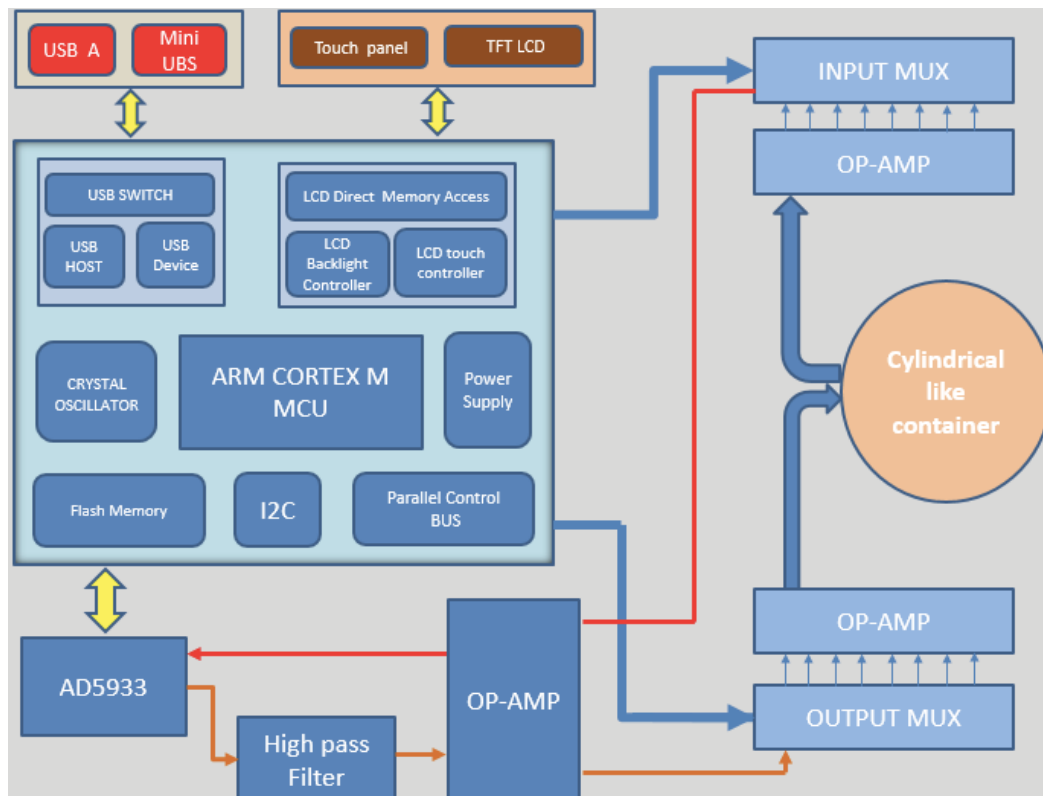 USB A
Mini
UBS
Touch panel
TFT LCD
INPUT MUX
OP-AMP
USB SWITCH
USB
HOST
USB
Device
LCD Direct Memory Access
LCD
Backlight
Controller
LCD touch
controller
CRYSTAL
OSCILLATOR
ARM CORTEX M
MCU
Power
Supply
Cylindrical
like
container
Flash Memory
I2C
Parallel Control
BUS
OP-AMP
AD5933
OP-AMP
OUTPUT MUX
High pass
Filter